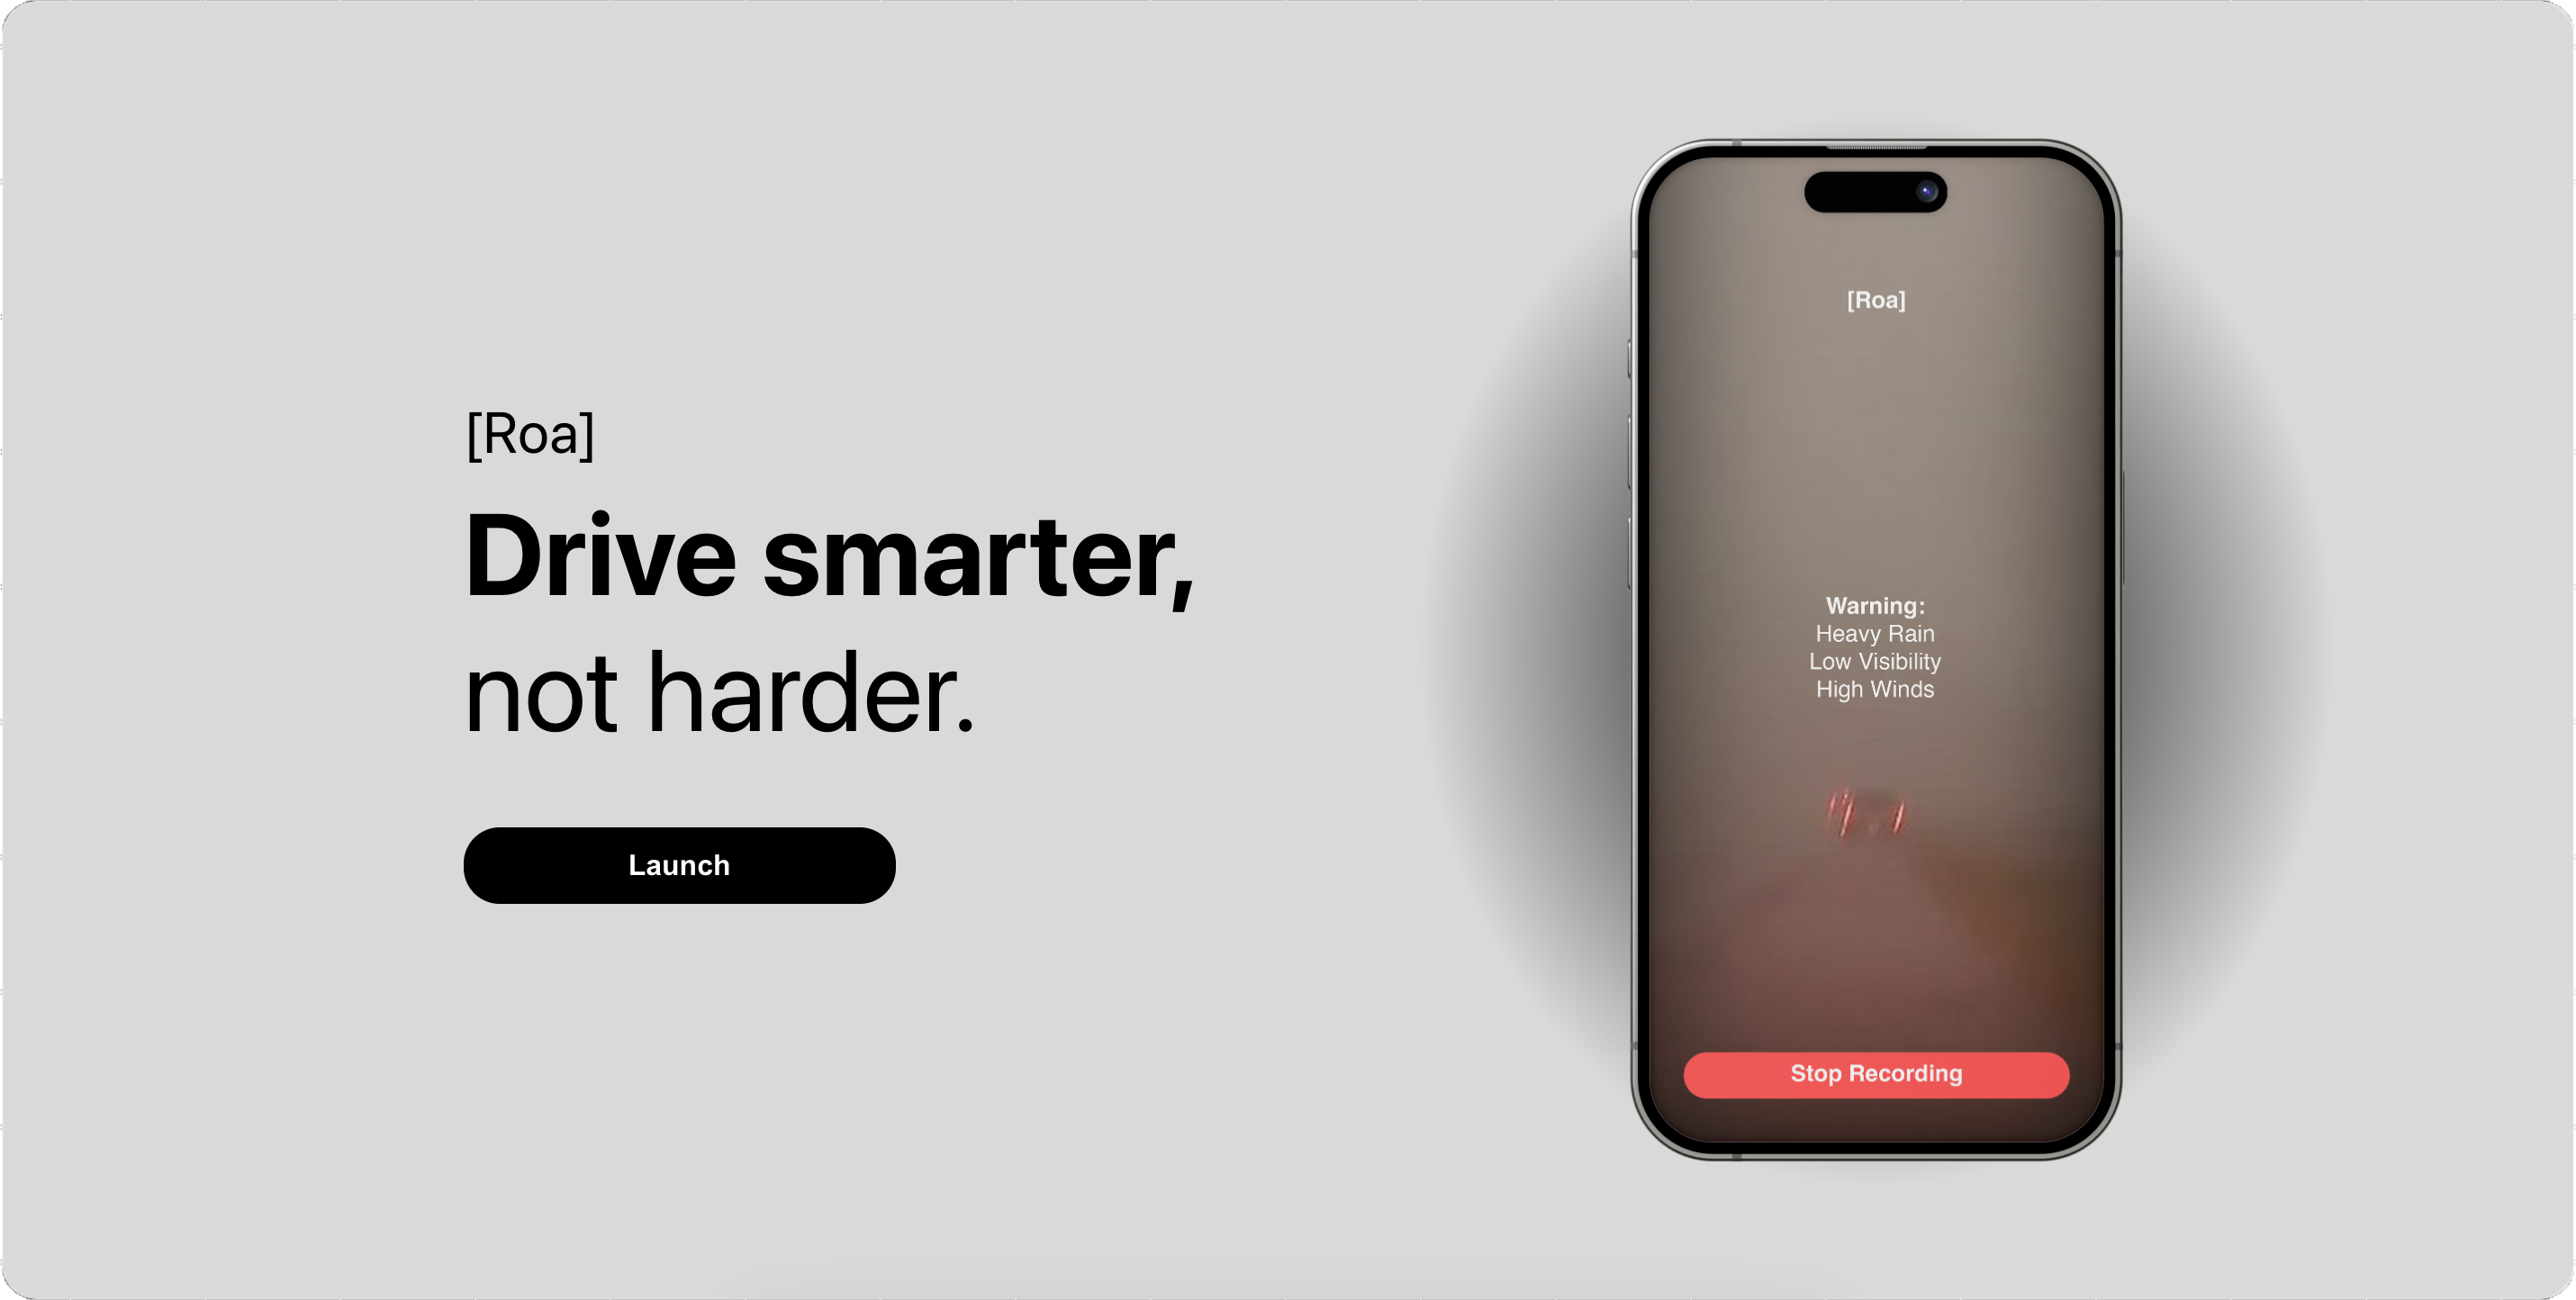 [Roa]
Drive smarter,
not harder.
Launch
[Roa]
Warning:
Heavy Rain
Low Visibility
High Winds
Stop Recording